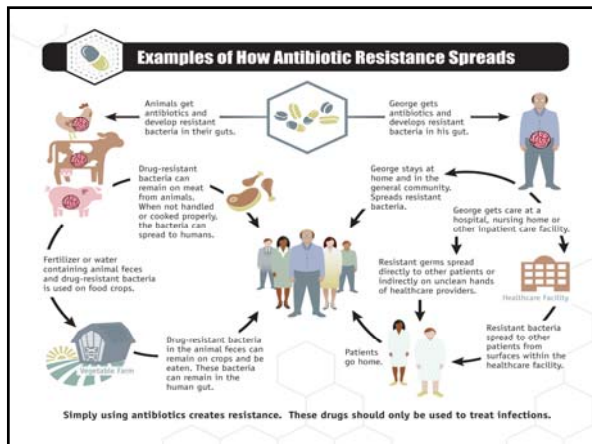 Examples of How Antibiotic Resistance Spreads
Animals get
antibiotics and
develop resistant
bacteria in their guts.
George gets
antibiotics and
develops resistant
bacteria in his gut.
Drug-resistant
bacteria can
remain on meat
from animals.
When not handled
or cooked properly,
the bacteria can
spread to humans.
George stays at
home and in the
general community.
Spreads resistant
bacteria.
George gets care at a
hospital, nursing home or
other inpatient care facility.
Fertilizer or water
containing animal feces
and drug-resistant bacteria
is used on food crops.
Resistant germs spread
directly to other patients or
indirectly on unclean hands
of healthcare providers.
Healthcare Facility
Vegetable Farm
Drug-resistant bacteria
in the animal feces can
remain on crops and be
eaten. These bacteria
can remain in the
human gut.
Patients
go home.
Resistant bacteria
spread to other
patients from
surfaces within the
healthcare facility.
Simply using antibiotics creates resistance. These drugs should only be used to treat infections.